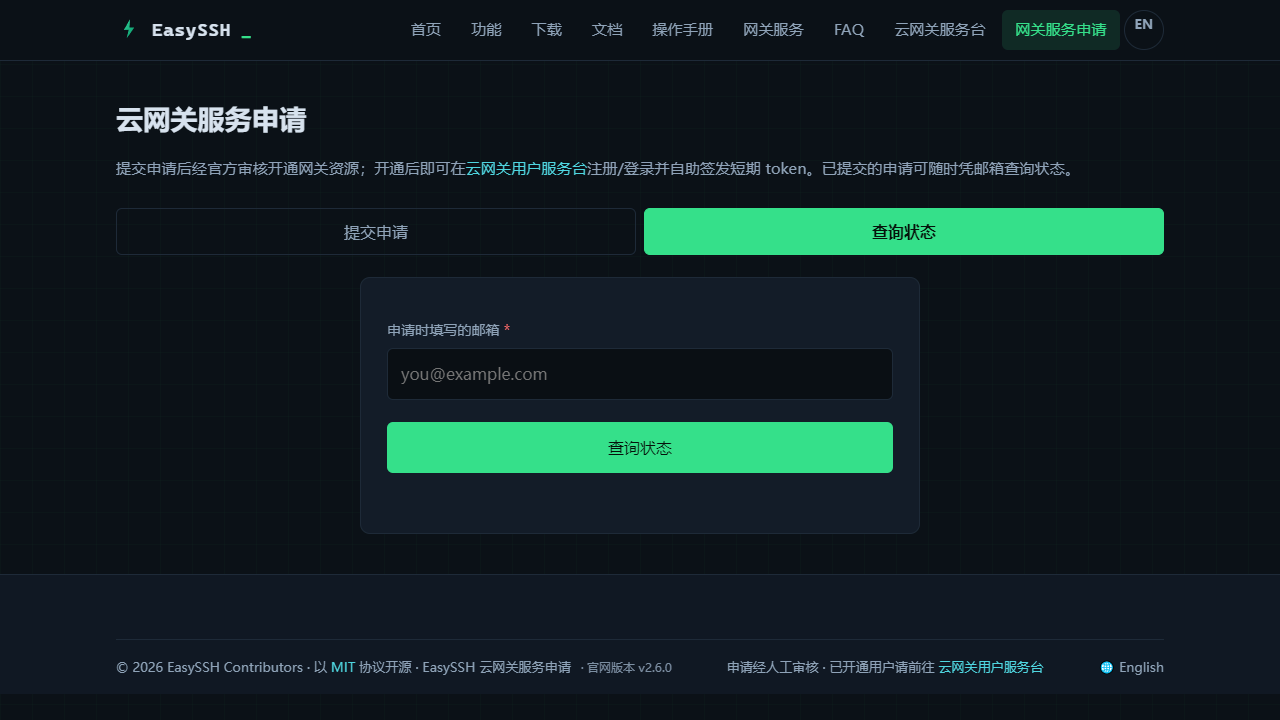 EasySSH _
首页 功能 下载 文档 操作手册 网关服务 FAQ 云网关服务台 网关服务申请 EN
云网关服务申请
提交申请后经官方审核开通网关资源；开通后即可在云网关用户服务台注册/登录并自助签发短期 token。已提交的申请可随时凭邮箱查询状态。
提交申请 查询状态
申请时填写的邮箱 *
you@example.com
查询状态
© 2026 EasySSH Contributors · 以 MIT 协议开源 · EasySSH 云网关服务申请 · 官网版本 v2.6.0 申请经人工审核 · 已开通用户请前往 云网关用户服务台 English